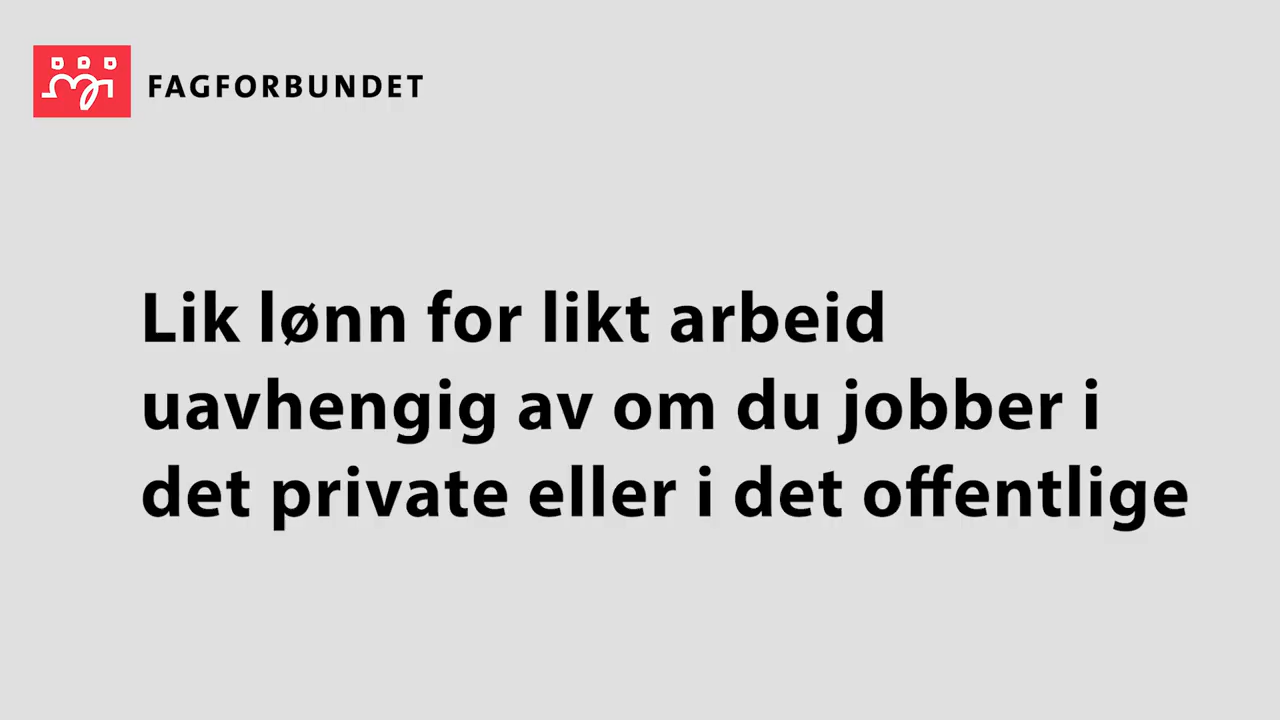 FAGFORBUNDET
Lik lønn for likt arbeid
uavhengig av om du jobber i
det private eller i det offentlige